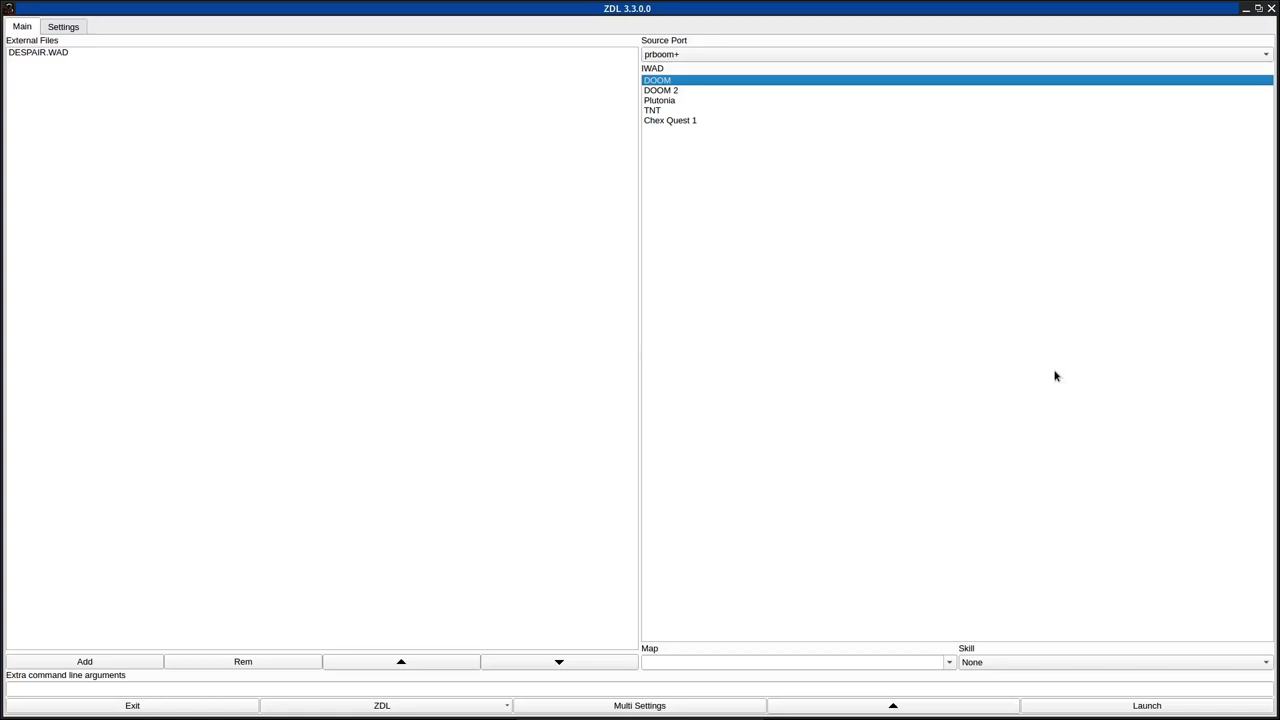 ZDL 3.3.0.0
Main Settings
External Files
DESPAIR.WAD
Source Port
prboom+
IWAD
DOOM
DOOM 2
Plutonia
TNT
Chex Quest 1
Add Rem
Map Skill
None
Extra command line arguments
Exit ZDL Multi Settings Launch